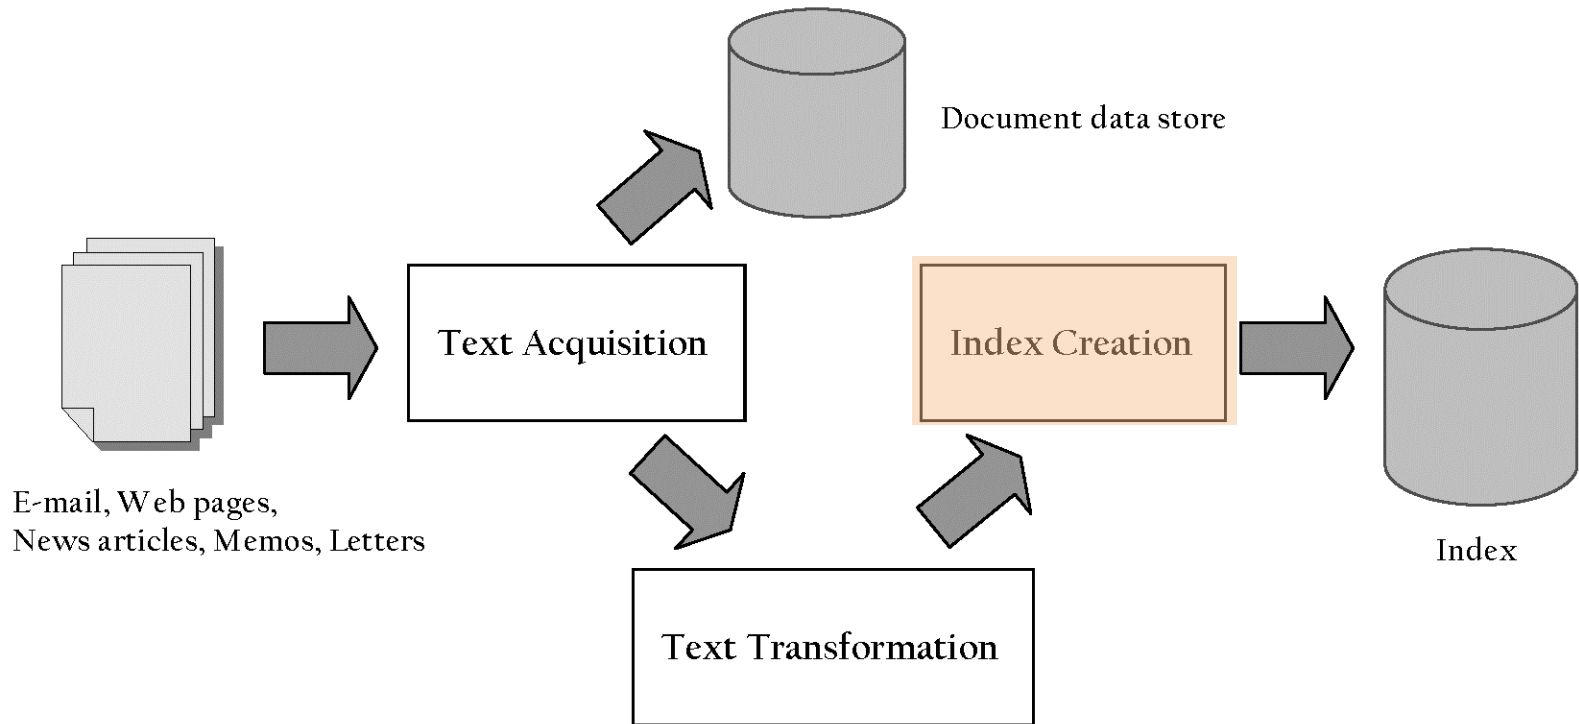 Document data store
Text Acquisition
Index Creation
E-mail, Web pages,
News articles, Memos, Letters
Index
Text Transformation